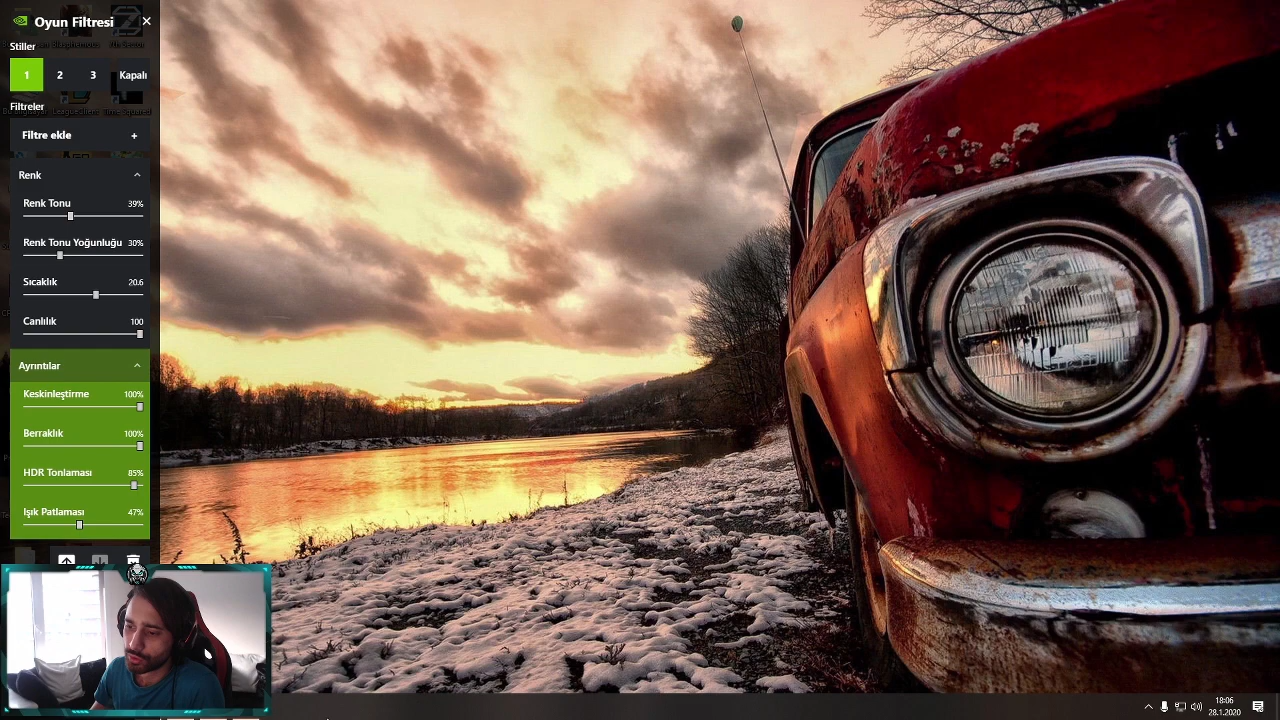 Oyun Filtresi
Stiller
1 2 3 Kapalı
Filtreler
Filtre ekle +
Renk
Renk Tonu 39%
Renk Tonu Yoğunluğu 30%
Sıcaklık 20.6
Canlılık 100
Ayrıntılar
Keskinleştirme 100%
Berraklık 100%
HDR Tonlaması 85%
Işık Patlaması 47%
18:06
28.1.2020